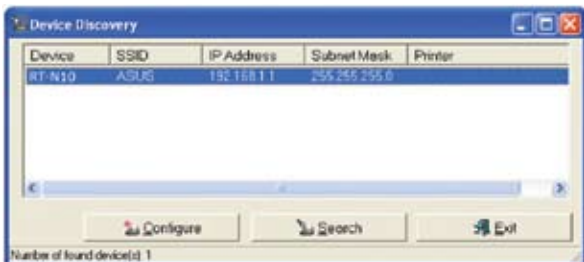 Device Discovery
Device SSID IP Address Subnet Mask Printer
RT-N10 ASUS 192.168.1.1 255.255.255.0
Configure Search Exit
Number of found device(s): 1